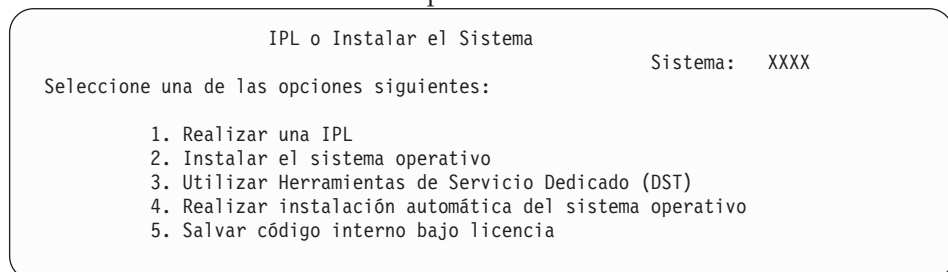 IPL o Instalar el Sistema
Sistema: XXXX
Seleccione una de las opciones siguientes:
1. Realizar una IPL
2. Instalar el sistema operativo
3. Utilizar Herramientas de Servicio Dedicado (DST)
4. Realizar instalación automática del sistema operativo
5. Salvar código interno bajo licencia